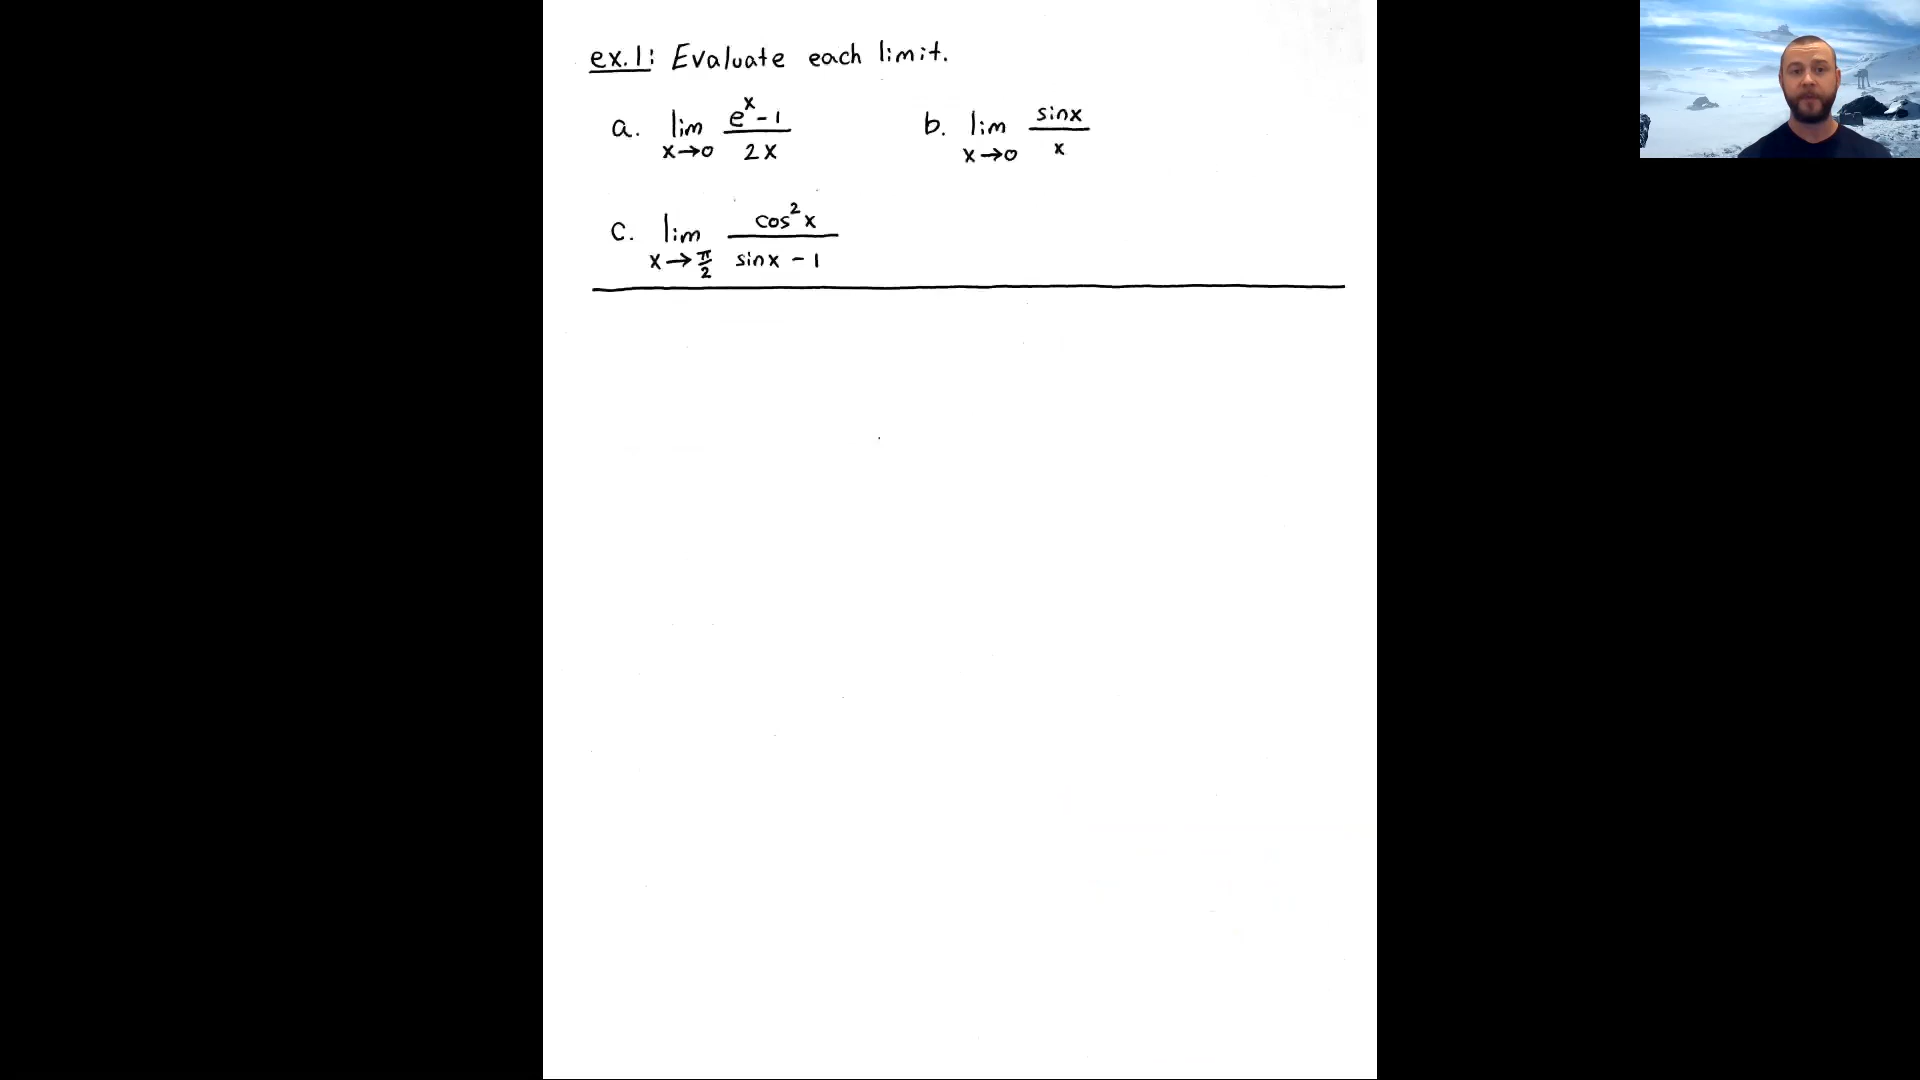 ex.1: Evaluate each limit.
a. lim x→0 (e^x - 1)/(2x)
b. lim x→0 sinx/x
c. lim x→π/2 cos²x/(sinx - 1)